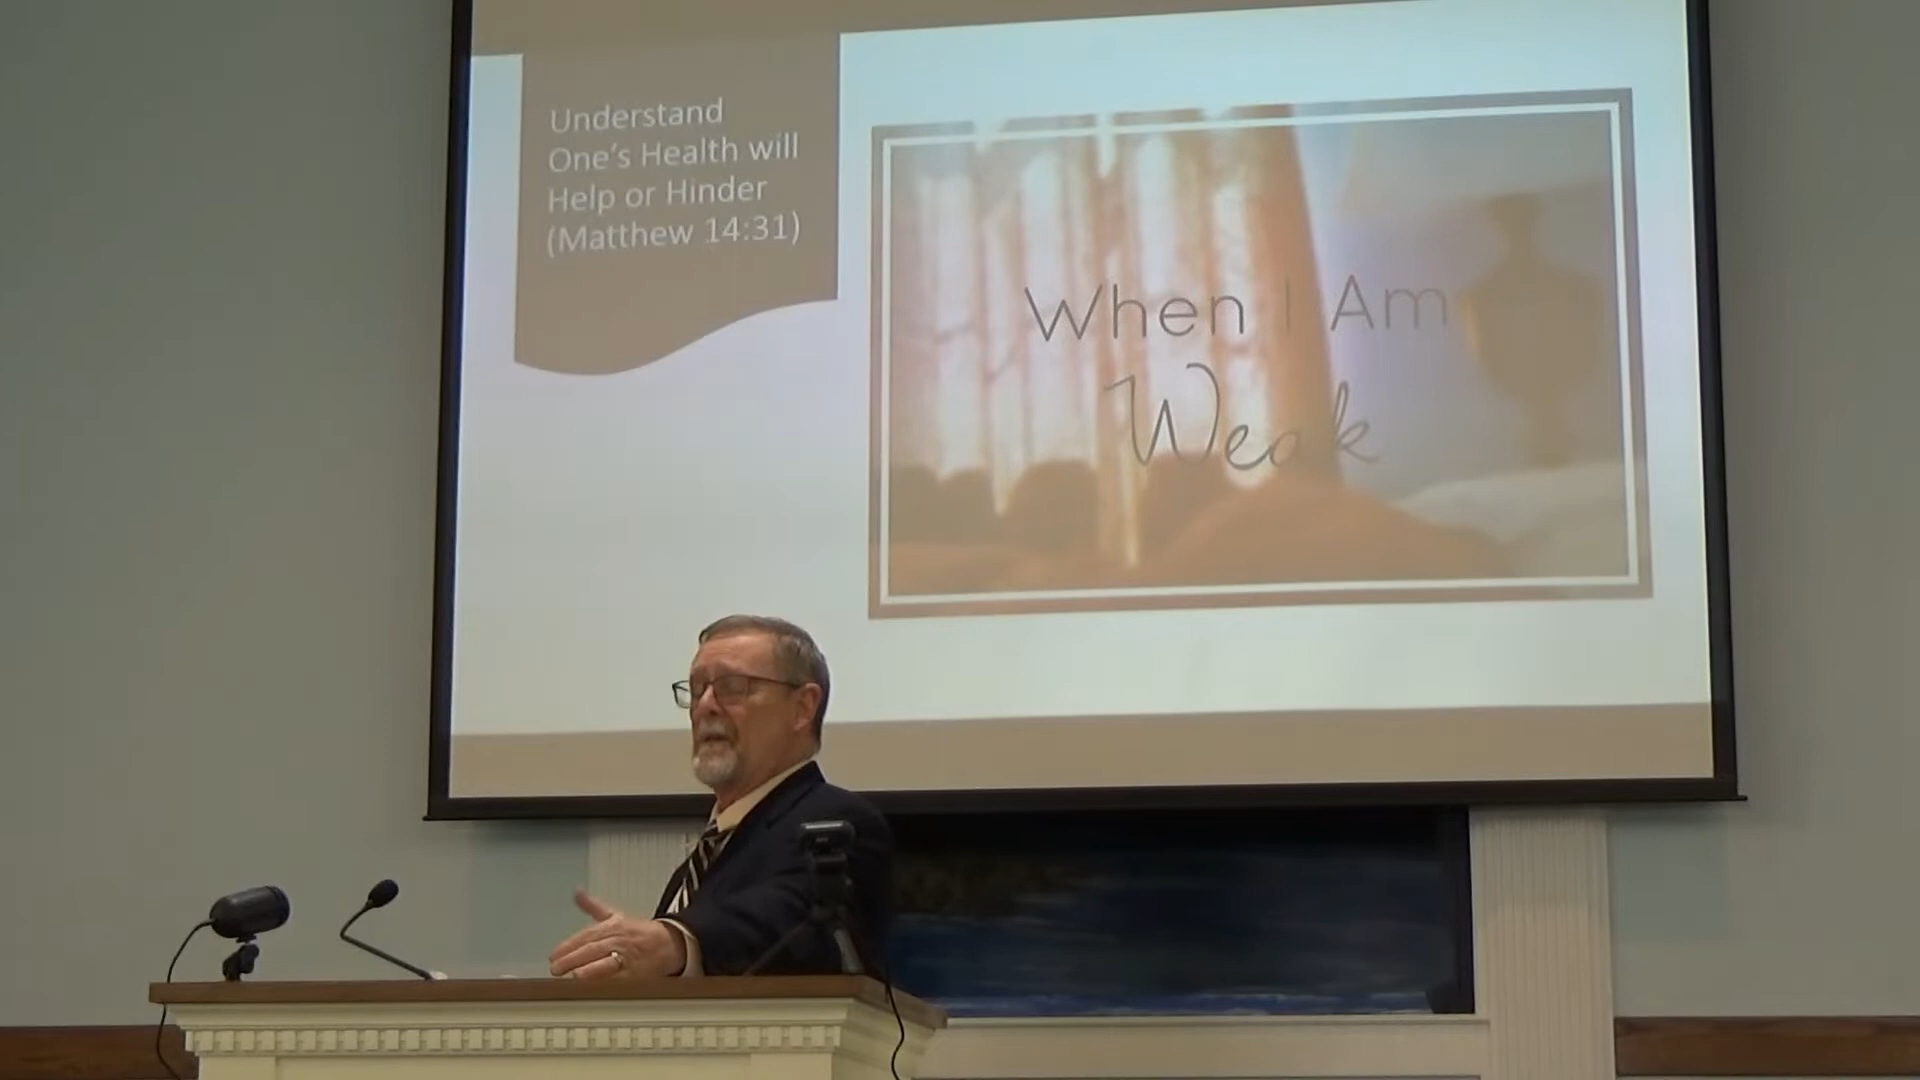 Understand
One's Health will
Help or Hinder
(Matthew 14:31)
When I Am
Weak